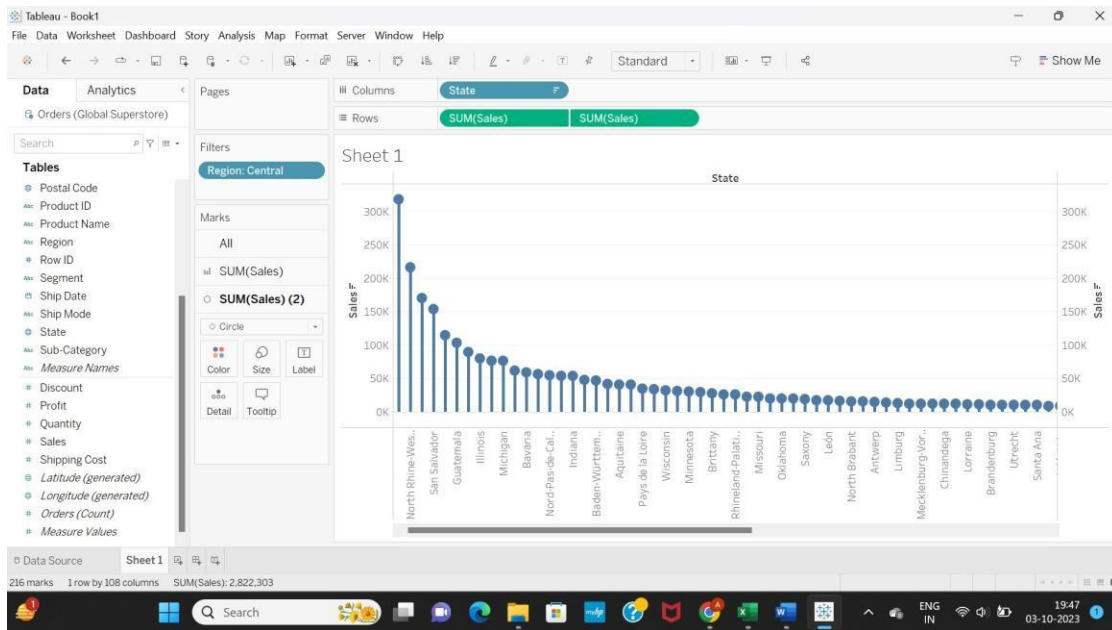 Tableau - Book1
File Data Worksheet Dashboard Story Analysis Map Format Server Window Help
Standard
Show Me
Data Analytics
Pages
Columns
State
Orders (Global Superstore)
Rows
SUM(Sales) SUM(Sales)
Search
Filters
Region: Central
Tables
Postal Code
Abc Product ID
Abc Product Name
Abc Region
# Row ID
Abc Segment
Ship Date
Abc Ship Mode
State
Abc Sub-Category
Abc Measure Names
# Discount
# Profit
# Quantity
# Sales
# Shipping Cost
Latitude (generated)
Longitude (generated)
# Orders (Count)
# Measure Values
Marks
All
SUM(Sales)
SUM(Sales) (2)
Circle
Color Size Label
Detail Tooltip
Sheet 1
State
300K
250K
200K
150K
100K
50K
0K
Sales
300K
250K
200K
150K
100K
50K
0K
Sales
North Rhine-Wes..
San Salvador
Guatemala
Illinois
Michigan
Bavaria
Nord-Pas-de-Cal..
Indiana
Baden-Württem..
Aquitaine
Pays de la Loire
Wisconsin
Minnesota
Brittany
Rhineland-Palati..
Missouri
Oklahoma
Saxony
León
North Brabant
Antwerp
Limburg
Mecklenburg-Vor..
Chinandega
Lorraine
Brandenburg
Utrecht
Santa Ana
Data Source Sheet 1
216 marks 1 row by 108 columns SUM(Sales): 2,822,303
Search
ENG
IN
19:47
03-10-2023
1